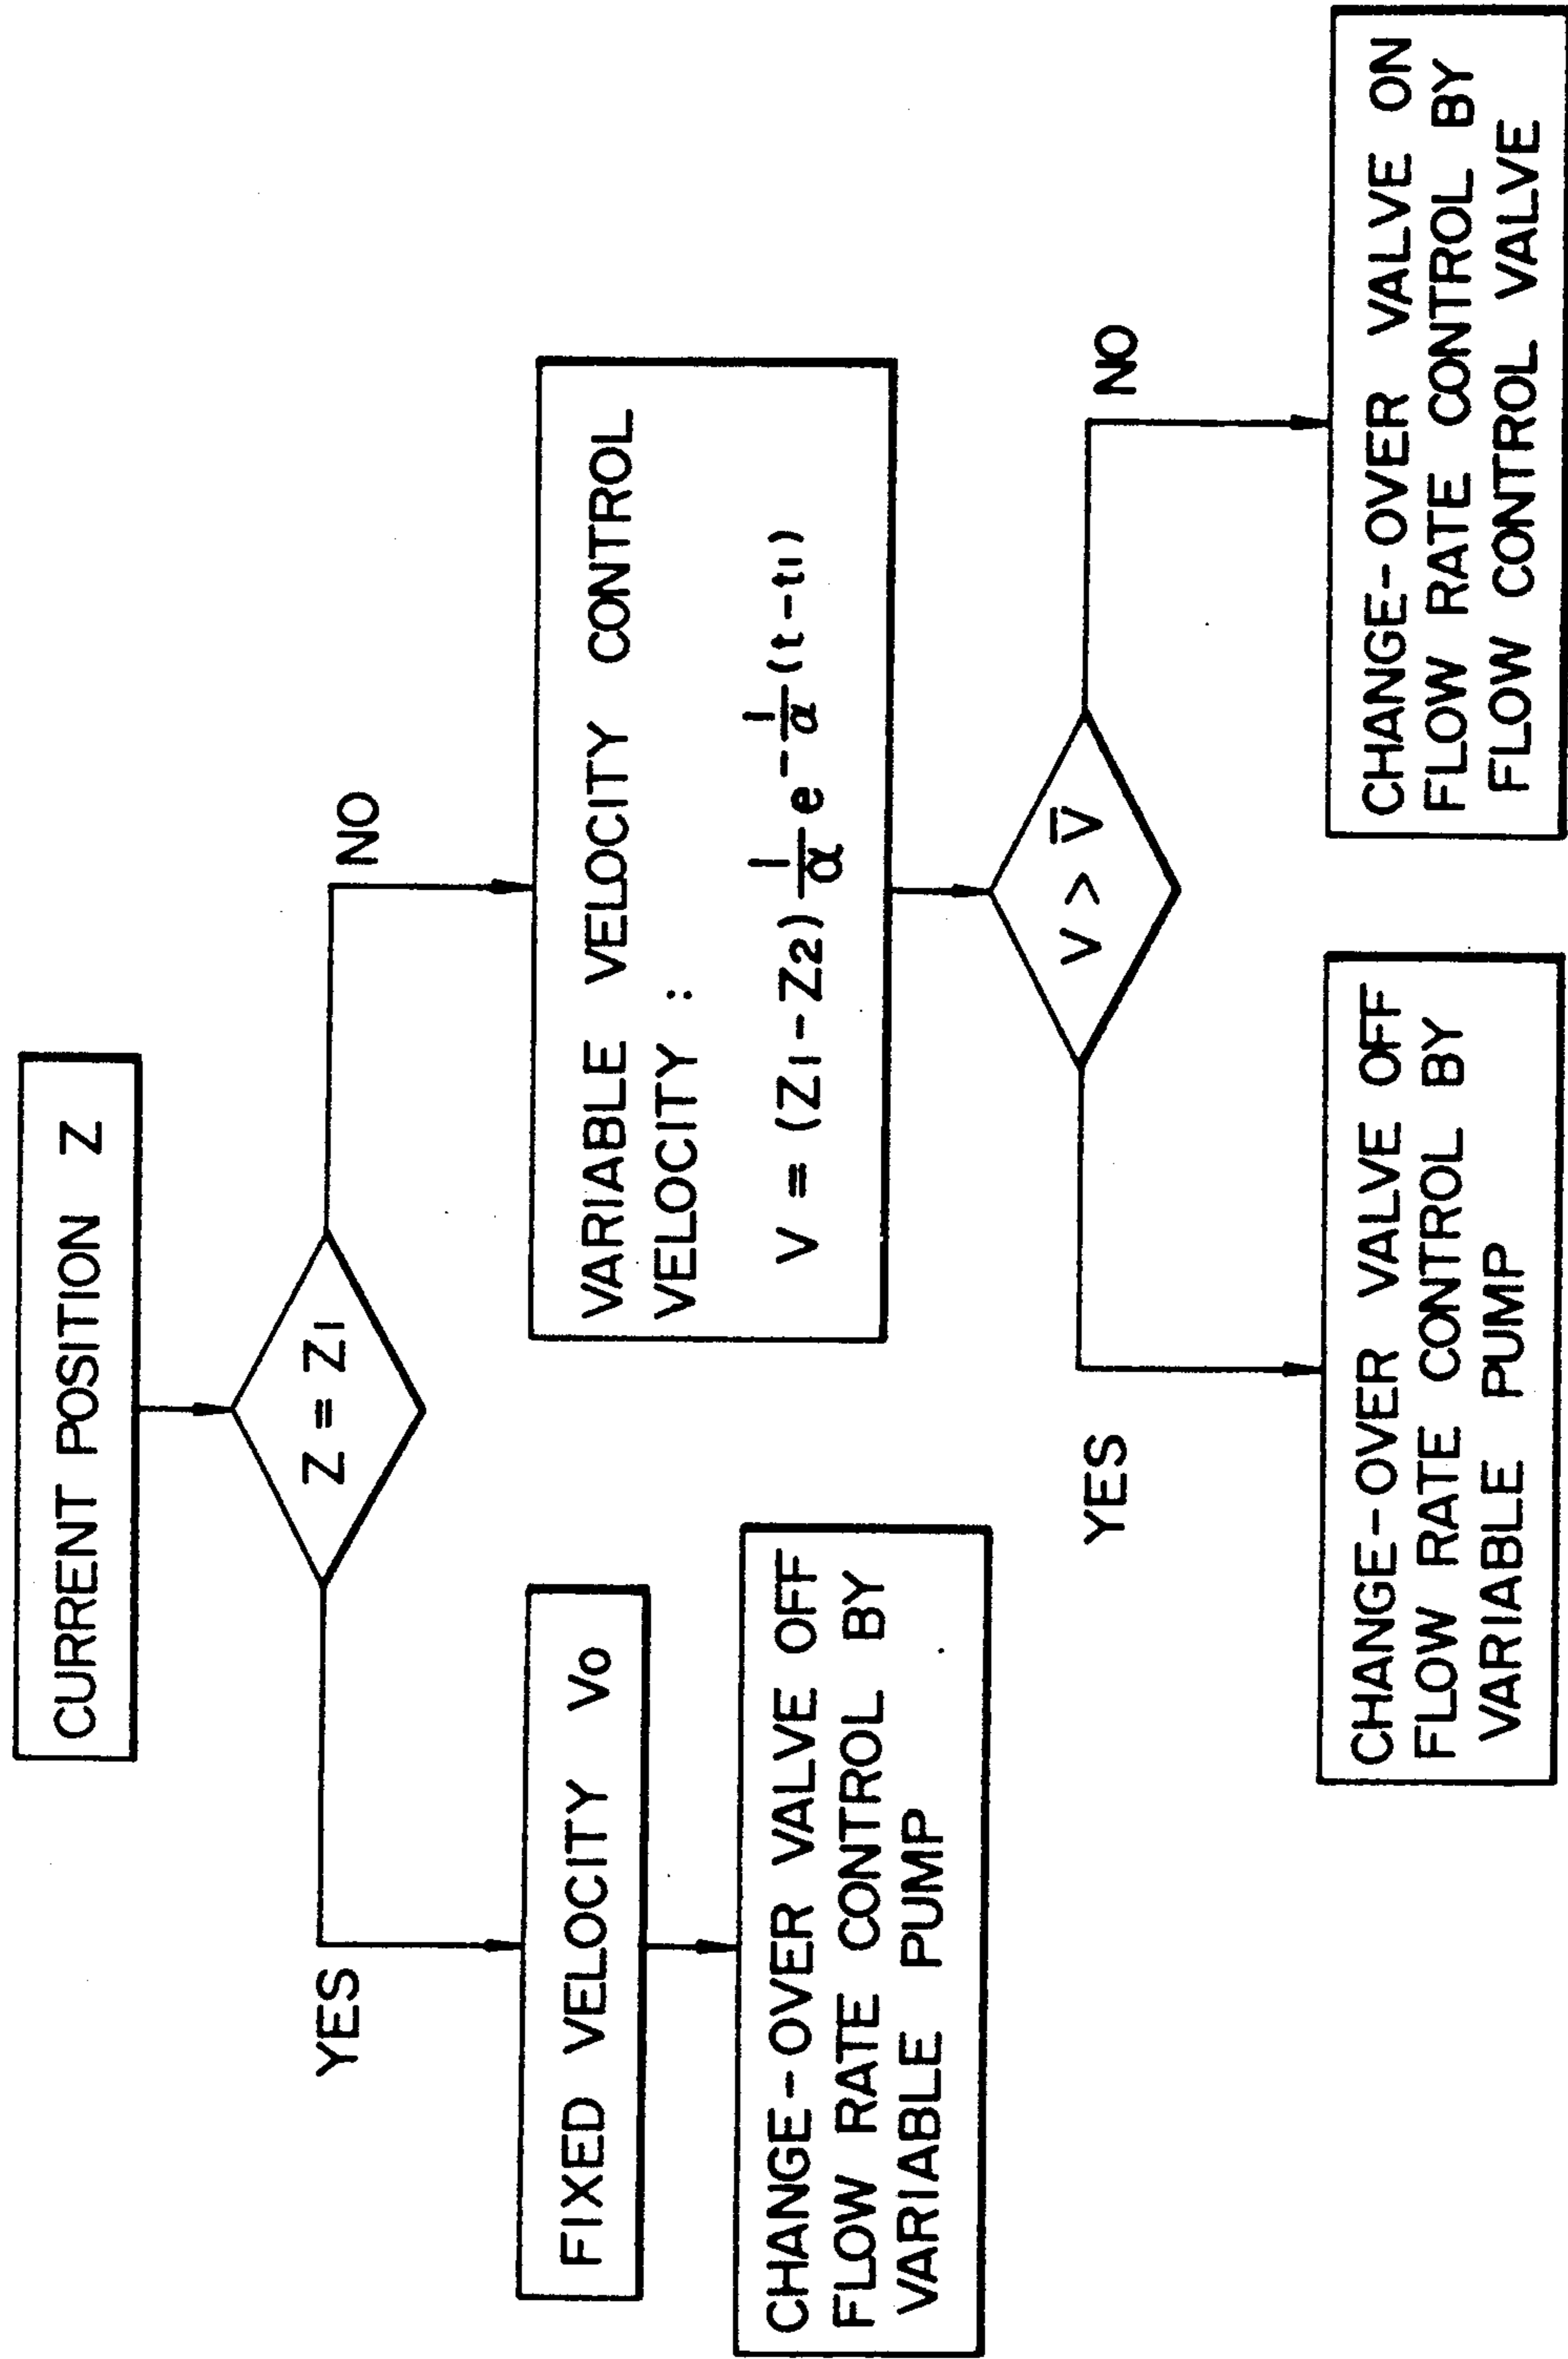 CURRENT POSITION Z
Z = Z1
YES
NO
FIXED VELOCITY V0
CHANGE-OVER VALVE OFF
FLOW RATE CONTROL BY
VARIABLE PUMP
VARIABLE VELOCITY CONTROL
VELOCITY :
V = (Z1-Z2) 1/α e -1/α (t-t1)
V > V̅
YES
NO
CHANGE-OVER VALVE OFF
FLOW RATE CONTROL BY
VARIABLE PUMP
CHANGE-OVER VALVE ON
FLOW RATE CONTROL BY
FLOW CONTROL VALVE